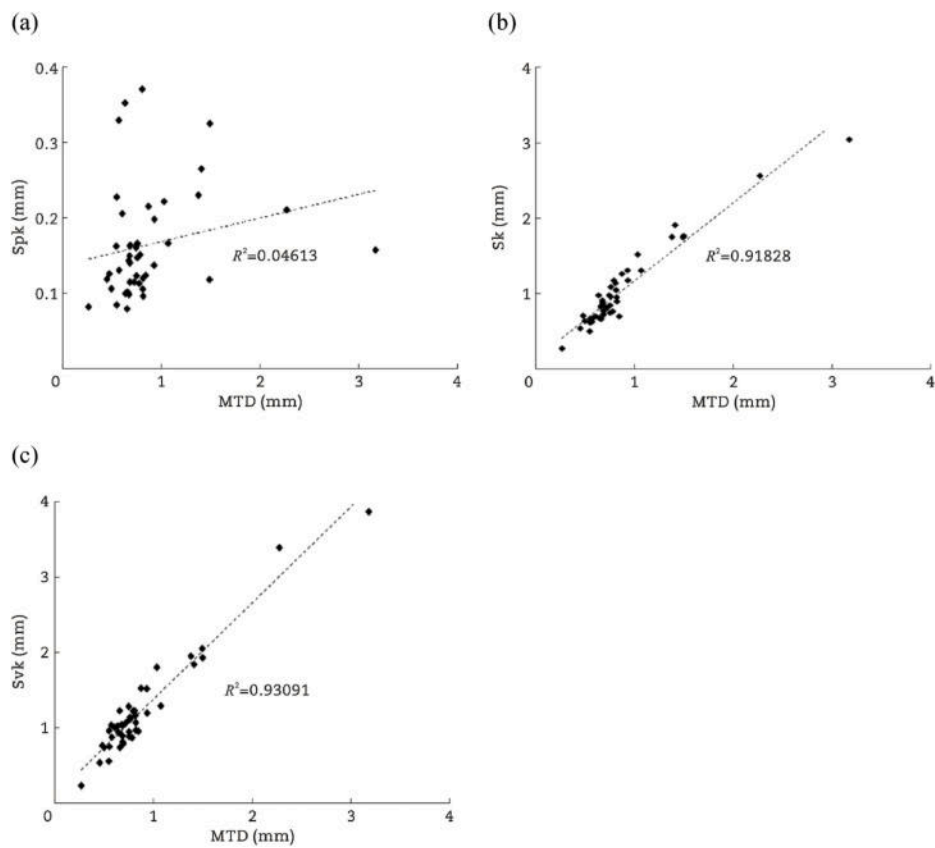 (a)
0.4
0.3
0.2
0.1
Spk (mm)
R²=0.04613
0 1 2 3 4
MTD (mm)
(b)
4
3
2
1
Sk (mm)
R²=0.91828
0 1 2 3 4
MTD (mm)
(c)
4
3
2
1
Svk (mm)
R²=0.93091
0 1 2 3 4
MTD (mm)